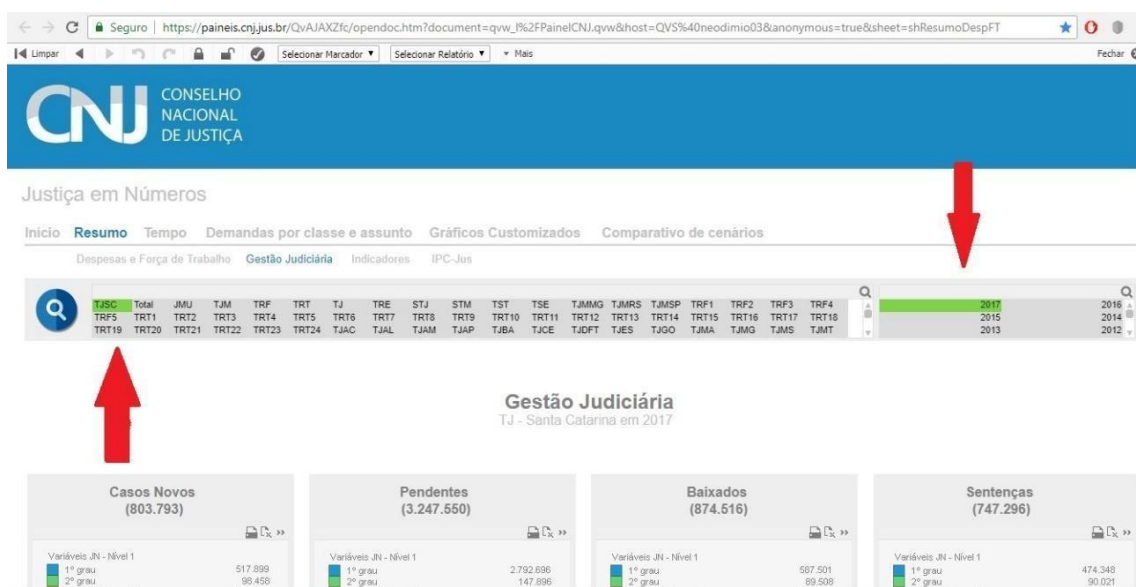 Seguro | https://paineis.cnj.jus.br/QvAJAXZfc/opendoc.htm?document=qvw_l%2FPainelCNJ.qvw&host=QVS%40neodimio03&anonymous=true&sheet=shResumoDespFT
Limpar Selecionar Marcador Selecionar Relatório Mais Fechar
CNJ
CONSELHO
NACIONAL
DE JUSTIÇA
Justiça em Números
Inicio Resumo Tempo Demandas por classe e assunto Gráficos Customizados Comparativo de cenários
Despesas e Força de Trabalho Gestão Judiciária Indicadores IPC-Jus
TJSC Total JMU TJM TRF TRT TJ TRE STJ STM TST TSE TJMMG TJMRS TJMSP TRF1 TRF2 TRF3 TRF4 2017 2016
TRF5 TRT1 TRT2 TRT3 TRT4 TRT5 TRT6 TRT7 TRT8 TRT9 TRT10 TRT11 TRT12 TRT13 TRT14 TRT15 TRT16 TRT17 TRT18 2015 2014
TRT19 TRT20 TRT21 TRT22 TRT23 TRT24 TJAC TJAL TJAM TJAP TJBA TJCE TJDFT TJES TJGO TJMA TJMG TJMS TJMT 2013 2012
Gestão Judiciária
TJ - Santa Catarina em 2017
Casos Novos
(803.793)
Variáveis JN - Nível 1
1º grau 517.899
2º grau 98.458
Pendentes
(3.247.550)
Variáveis JN - Nível 1
1º grau 2.792.696
2º grau 147.896
Baixados
(874.516)
Variáveis JN - Nível 1
1º grau 587.501
2º grau 89.508
Sentenças
(747.296)
Variáveis JN - Nível 1
1º grau 474.348
2º grau 90.021